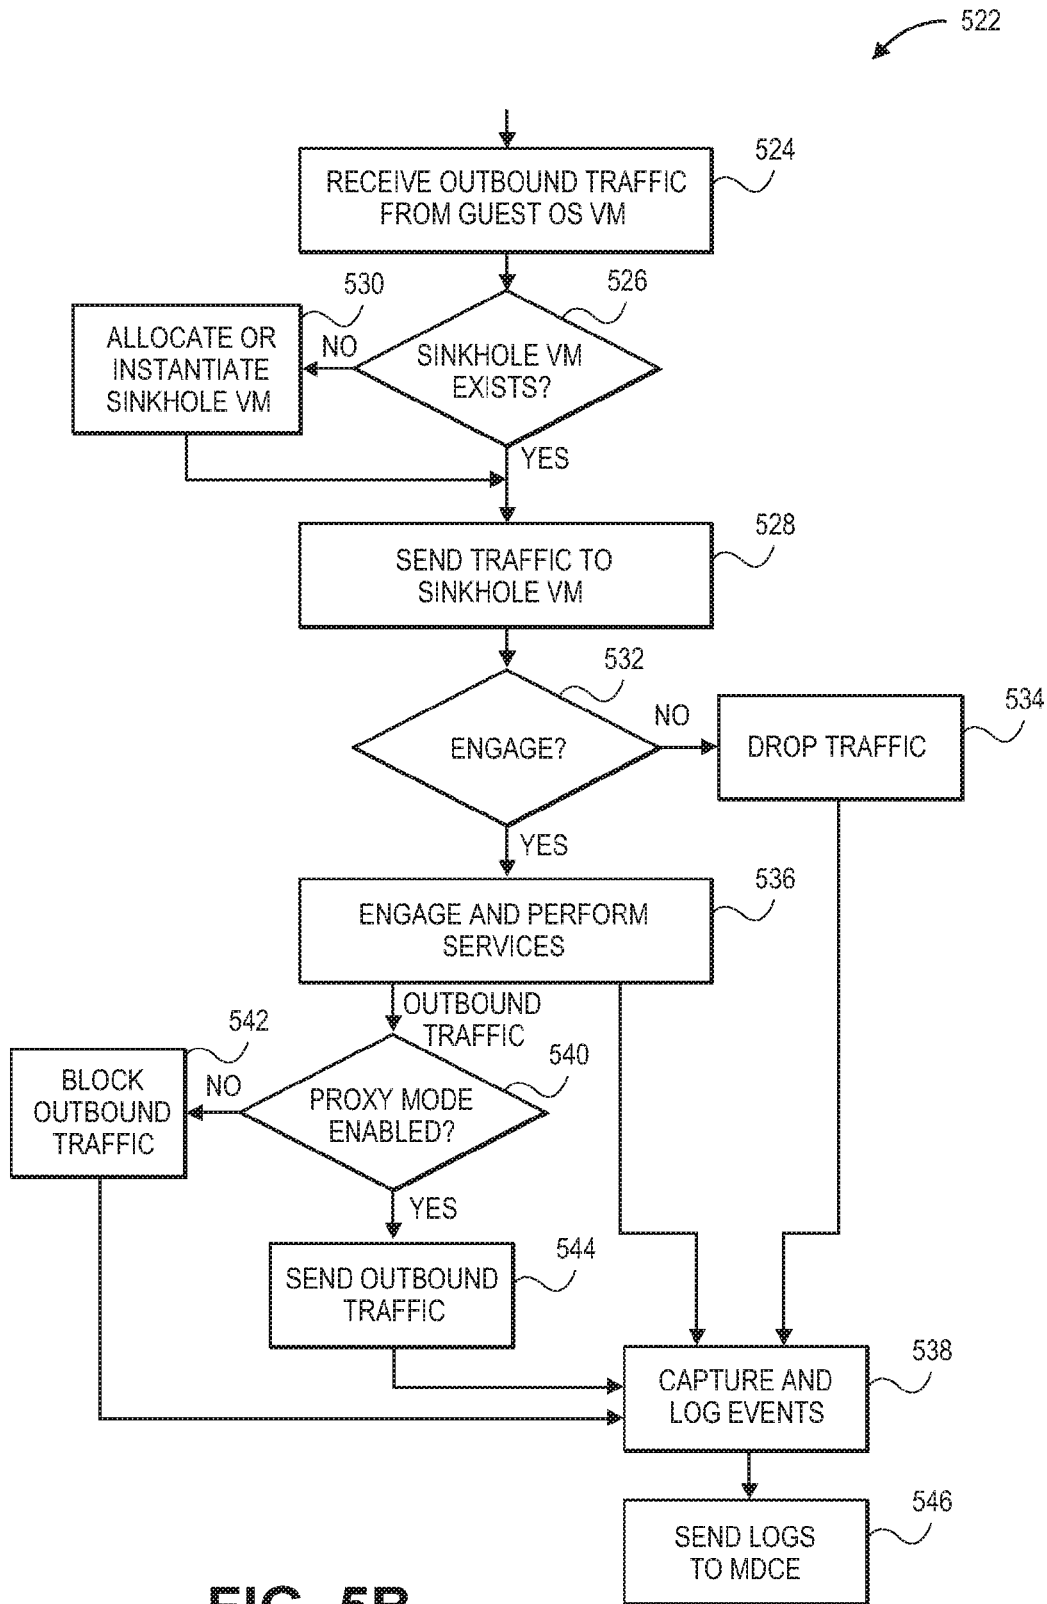 522
524
RECEIVE OUTBOUND TRAFFIC
FROM GUEST OS VM
530
526
ALLOCATE OR
INSTANTIATE
SINKHOLE VM
NO
SINKHOLE VM
EXISTS?
YES
528
SEND TRAFFIC TO
SINKHOLE VM
532
534
NO
ENGAGE?
DROP TRAFFIC
YES
536
ENGAGE AND PERFORM
SERVICES
OUTBOUND
TRAFFIC
542
540
BLOCK
OUTBOUND
TRAFFIC
NO
PROXY MODE
ENABLED?
YES
544
SEND OUTBOUND
TRAFFIC
538
CAPTURE AND
LOG EVENTS
546
SEND LOGS
TO MDCE
FIG. 5B